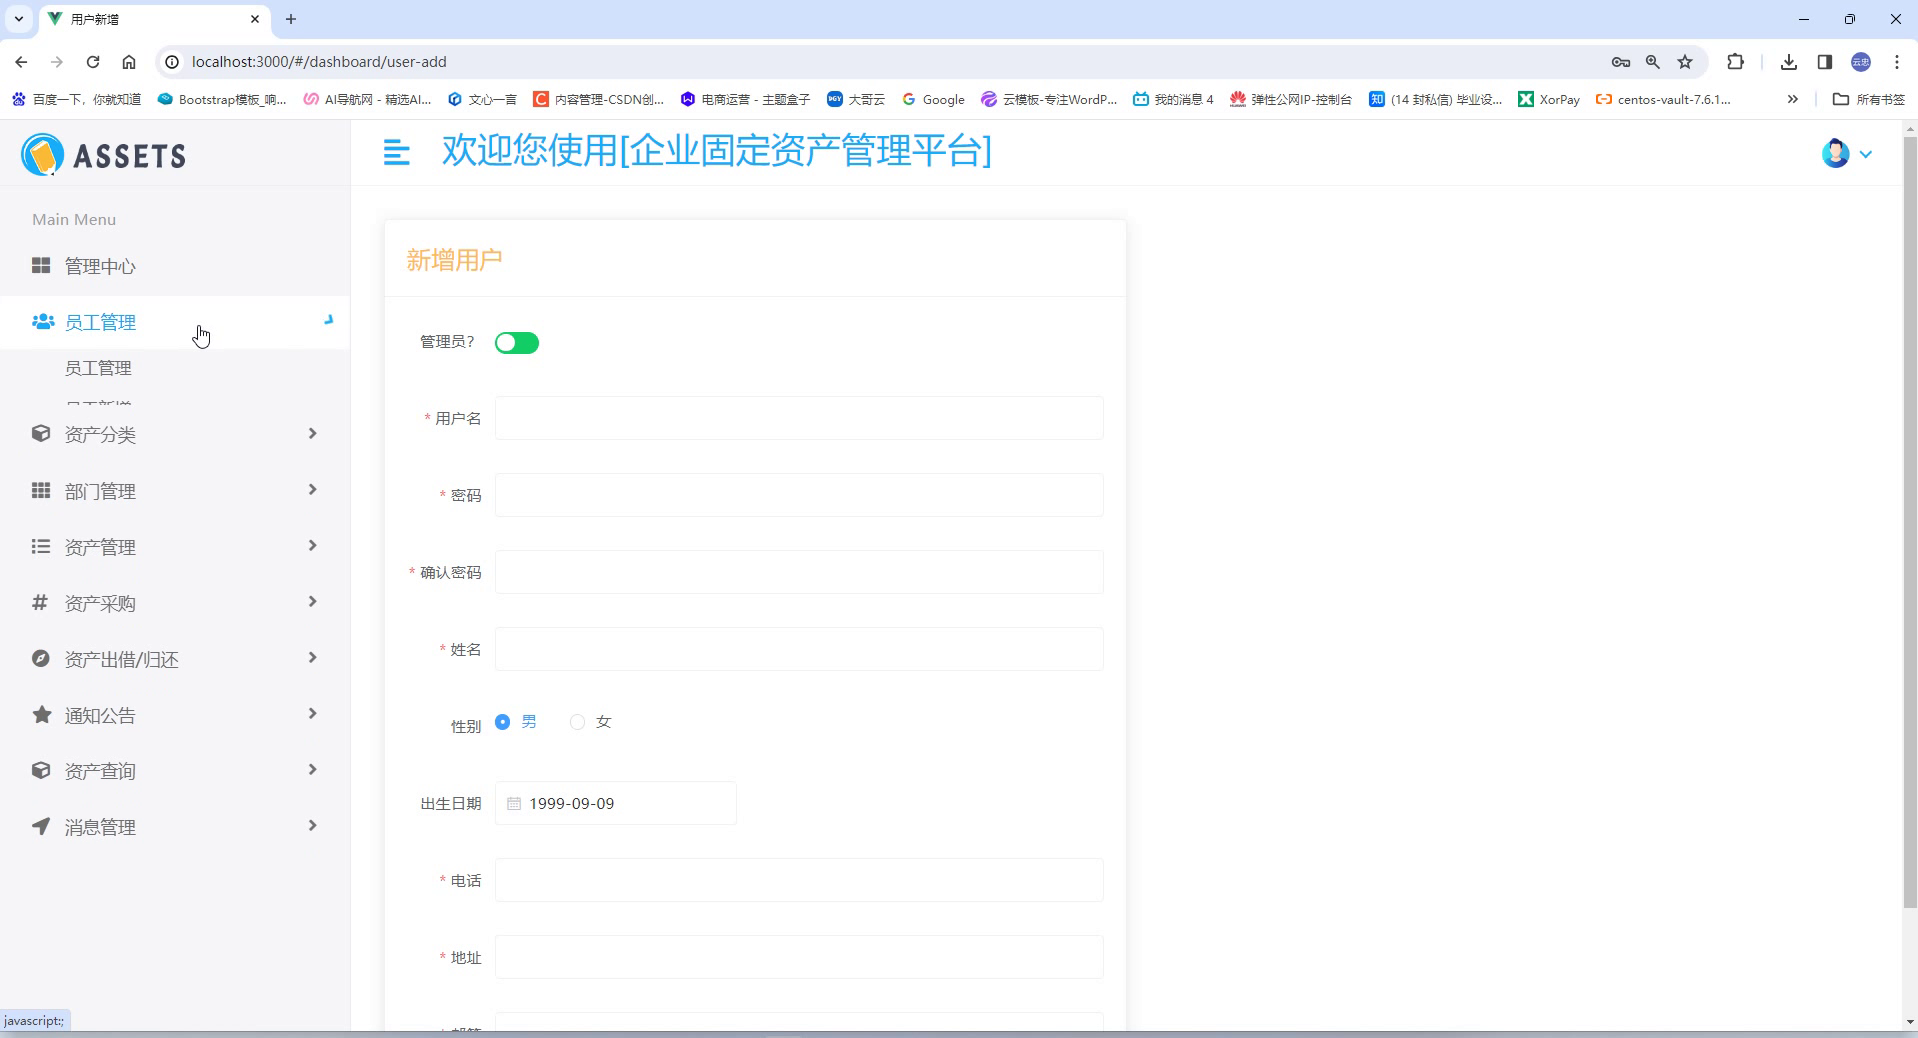 用户新增
localhost:3000/#/dashboard/user-add
百度一下，你就知道
Bootstrap模板_响...
AI导航网 - 精选AI...
文心一言
内容管理-CSDN创...
电商运营 - 主题盒子
大哥云
Google
云模板-专注WordP...
我的消息 4
弹性公网IP-控制台
(14 封私信) 毕业设...
XorPay
centos-vault-7.6.1...
所有书签
ASSETS
欢迎您使用[企业固定资产管理平台]
Main Menu
管理中心
员工管理
员工管理
员工新增
资产分类
部门管理
资产管理
资产采购
资产出借/归还
通知公告
资产查询
消息管理
新增用户
管理员?
* 用户名
* 密码
* 确认密码
* 姓名
性别
男
女
出生日期
1999-09-09
* 电话
* 地址
javascript:;